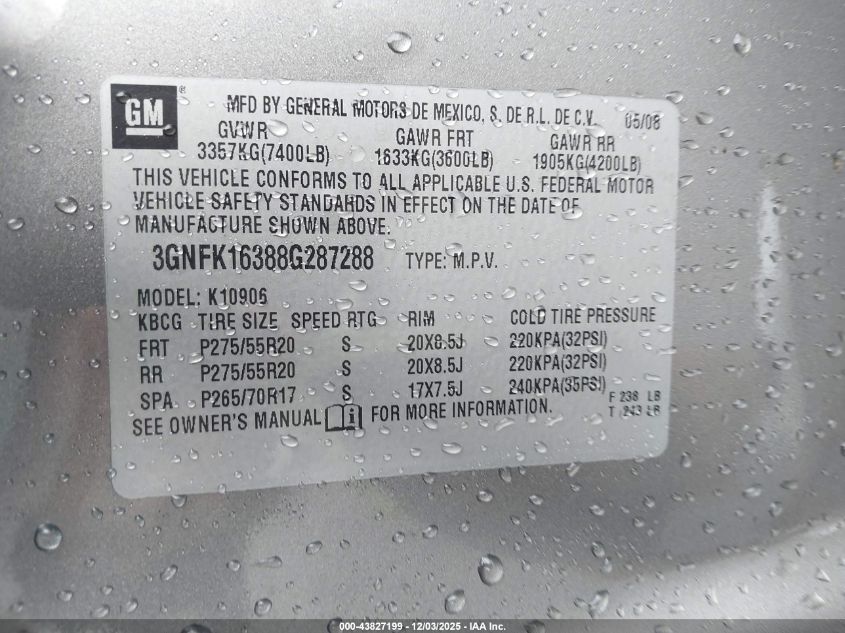 GM ® MFD BY GENERAL MOTORS DE MEXICO, S. DE R.L. DE C.V. 05/08
GVWR GAWR FRT GAWR RR
3357KG(7400LB) 1633KG(3600LB) 1905KG(4200LB)
THIS VEHICLE CONFORMS TO ALL APPLICABLE U.S. FEDERAL MOTOR
VEHICLE SAFETY STANDARDS IN EFFECT ON THE DATE OF
MANUFACTURE SHOWN ABOVE.
3GNFK16388G287288 TYPE: M.P.V.
MODEL: K10906
KBCG TIRE SIZE SPEED RTG RIM COLD TIRE PRESSURE
FRT P275/55R20 S 20X8.5J 220KPA(32PSI)
RR P275/55R20 S 20X8.5J 220KPA(32PSI)
SPA P265/70R17 S 17X7.5J 240KPA(35PSI)
F 238 LB
T 243 LR
SEE OWNER'S MANUAL i FOR MORE INFORMATION.
000-43827199 - 12/03/2025 - IAA Inc.